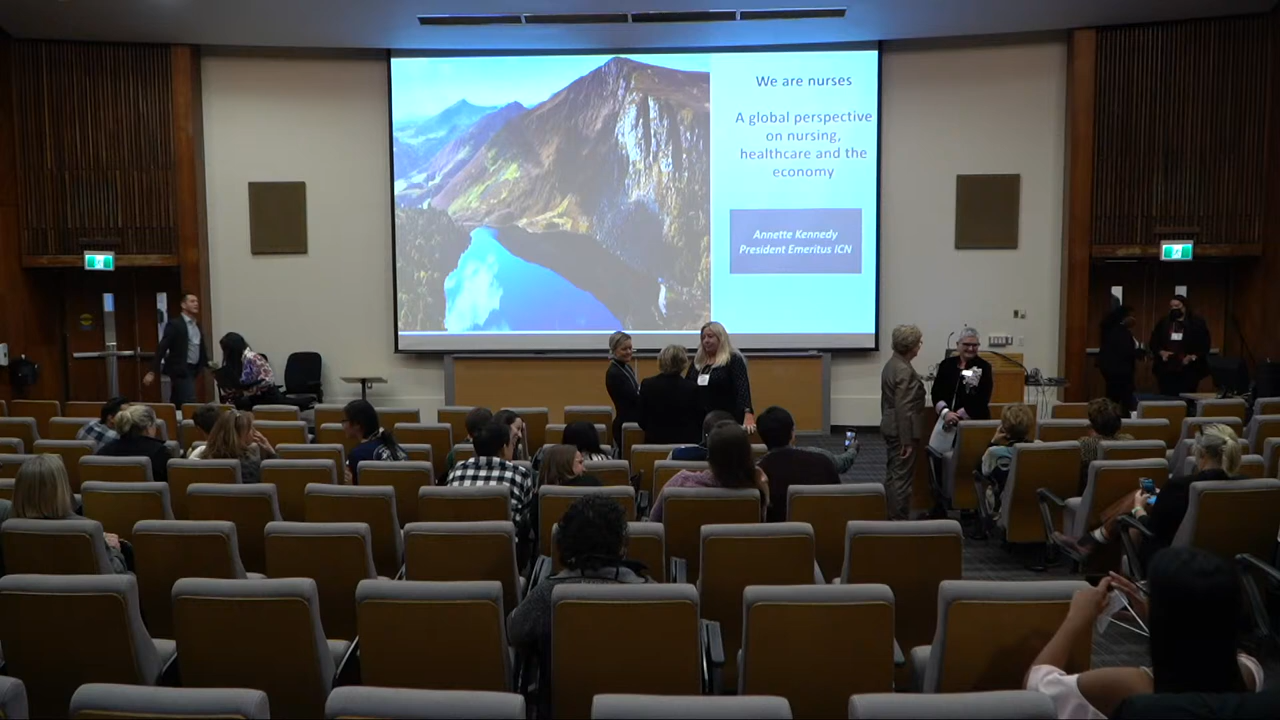 We are nurses
A global perspective
on nursing,
healthcare and the
economy
Annette Kennedy
President Emeritus ICN